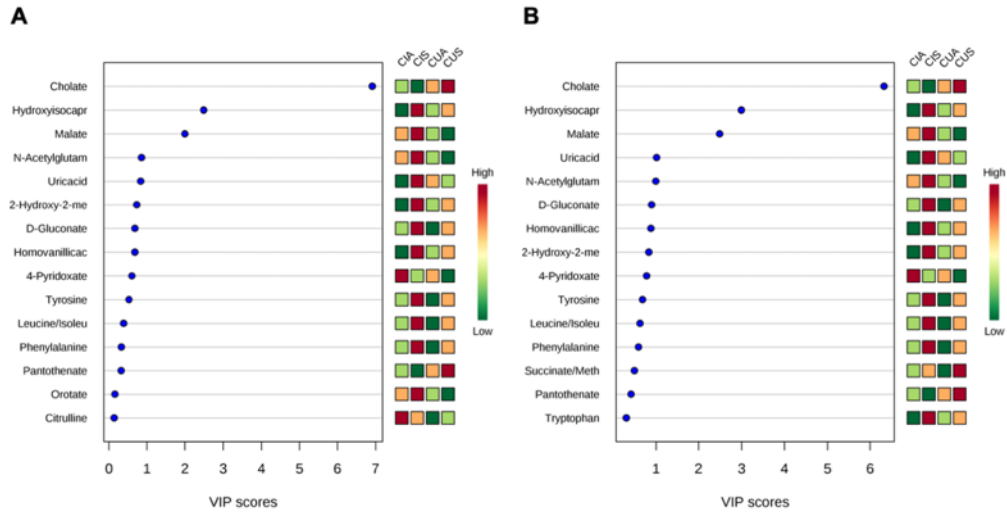 A
CIA CIS CUA CUS
Cholate
Hydroxyisocapr
Malate
N-Acetylglutam
Uricacid
2-Hydroxy-2-me
D-Gluconate
Homovanillicac
4-Pyridoxate
Tyrosine
Leucine/Isoleu
Phenylalanine
Pantothenate
Orotate
Citrulline
High
Low
0 1 2 3 4 5 6 7
VIP scores
B
CIA CIS CUA CUS
Cholate
Hydroxyisocapr
Malate
Uricacid
N-Acetylglutam
D-Gluconate
Homovanillicac
2-Hydroxy-2-me
4-Pyridoxate
Tyrosine
Leucine/Isoleu
Phenylalanine
Succinate/Meth
Pantothenate
Tryptophan
High
Low
1 2 3 4 5 6
VIP scores